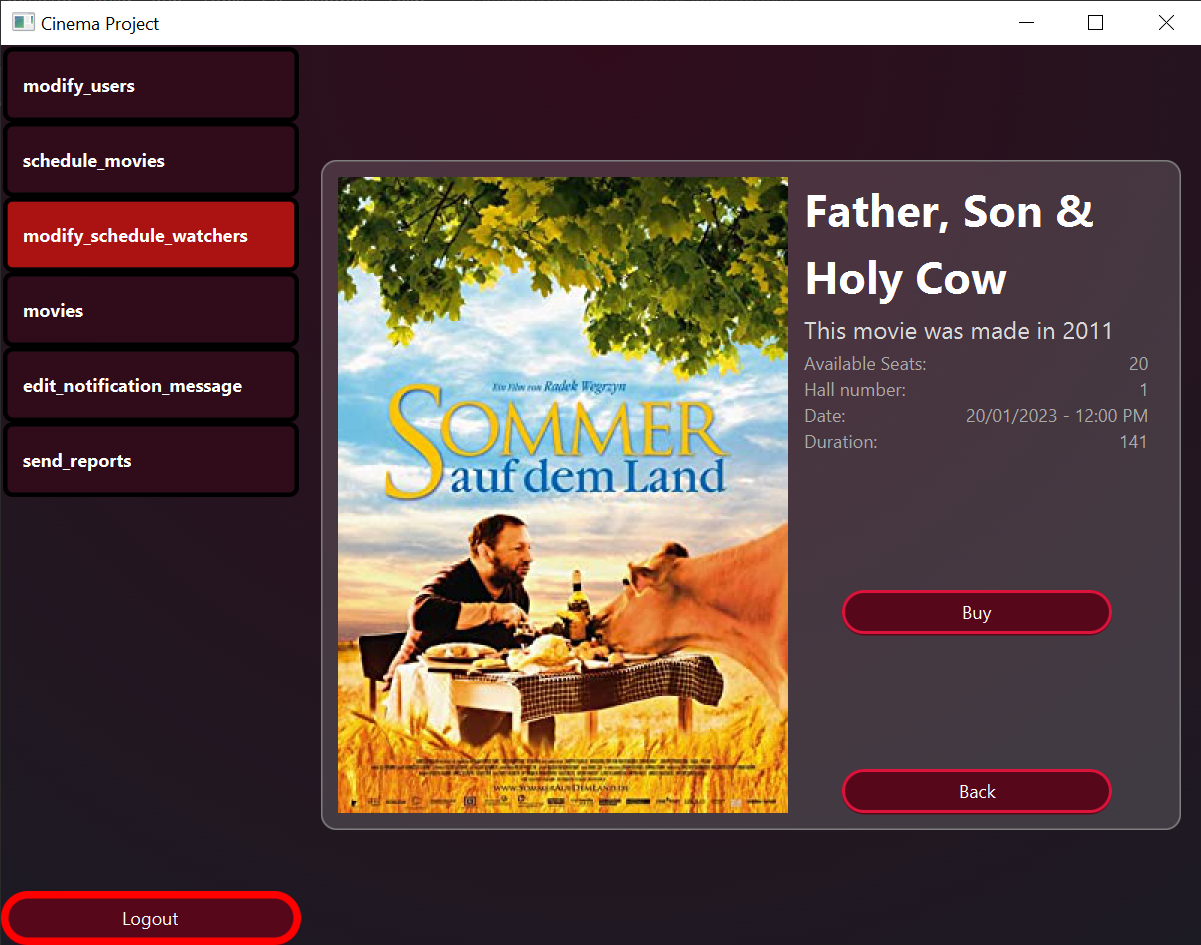 Cinema Project
modify_users
schedule_movies
modify_schedule_watchers
movies
edit_notification_message
send_reports
Logout
Ein Film von Radek Wegrzyn
SOMMER
auf dem Land
WWW.SOMMERAUFDEMLAND.DE
Father, Son &
Holy Cow
This movie was made in 2011
Available Seats: 20
Hall number: 1
Date: 20/01/2023 - 12:00 PM
Duration: 141
Buy
Back